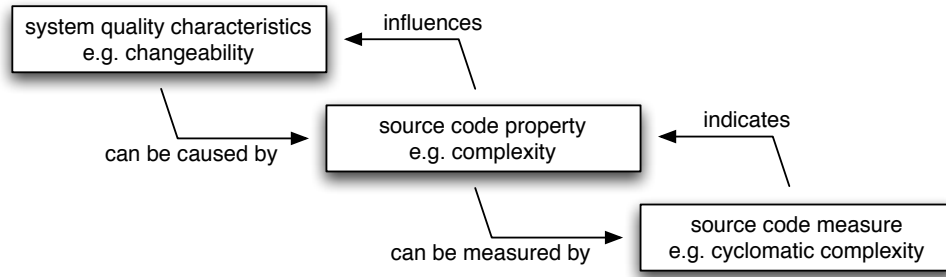 system quality characteristics
e.g. changeability
influences
can be caused by
source code property
e.g. complexity
indicates
can be measured by
source code measure
e.g. cyclomatic complexity